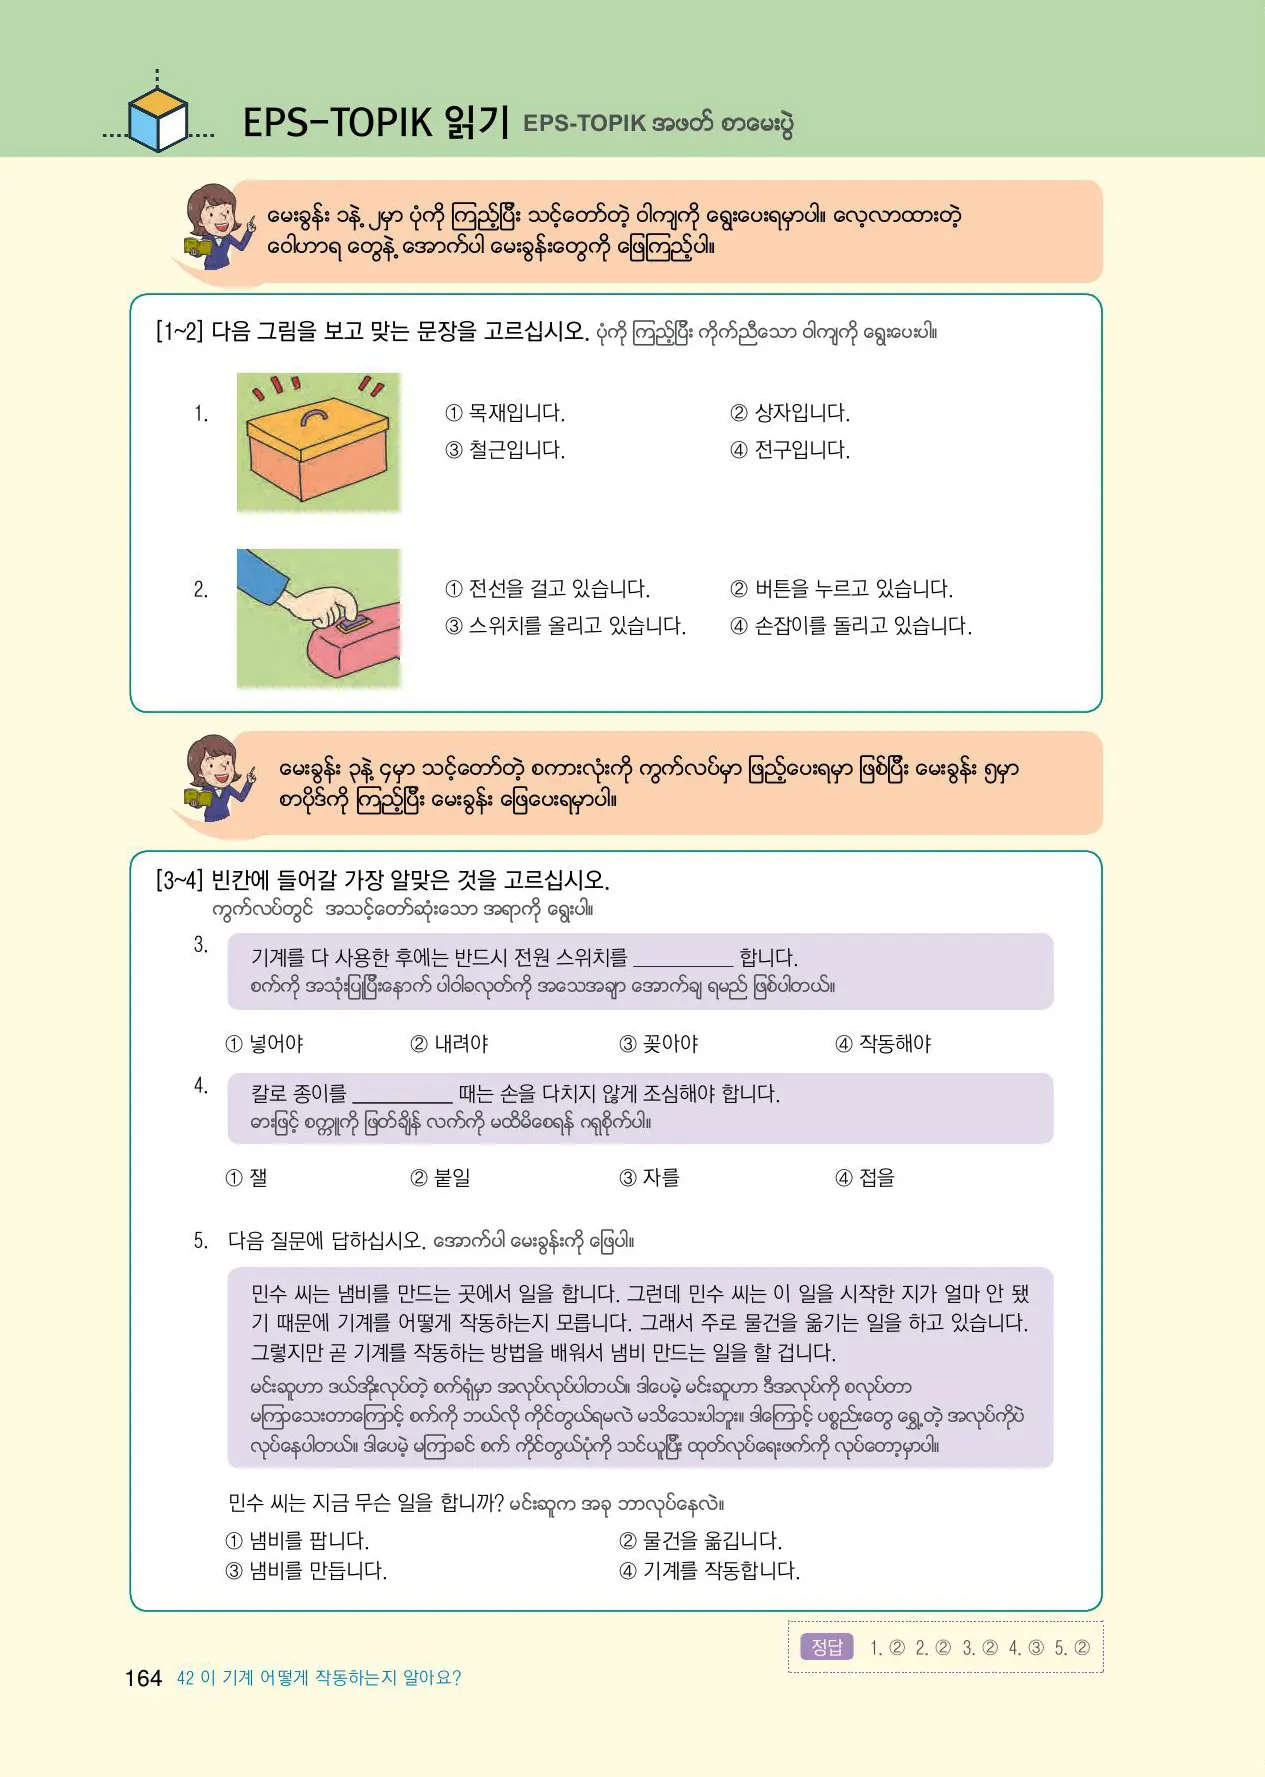 EPS-TOPIK 읽기 EPS-TOPIK အဖတ် စာမေးပွဲ
မေးခွန်း ၁နဲ့ ၂မှာ ပုံကို ကြည့်ပြီး သင့်တော်တဲ့ ဝါကျကို ရွေးပေးရမှာပါ။ လေ့လာထားတဲ့
ဝေါဟာရ တွေနဲ့ အောက်ပါ မေးခွန်းတွေကို ဖြေကြည့်ပါ။
[1~2] 다음 그림을 보고 맞는 문장을 고르십시오. ပုံကို ကြည့်ပြီး ကိုက်ညီသော ဝါကျကို ရွေးပေးပါ။
1.
① 목재입니다. ② 상자입니다.
③ 철근입니다. ④ 전구입니다.
2.
① 전선을 걸고 있습니다. ② 버튼을 누르고 있습니다.
③ 스위치를 올리고 있습니다. ④ 손잡이를 돌리고 있습니다.
မေးခွန်း ၃နဲ့ ၄မှာ သင့်တော်တဲ့ စကားလုံးကို ကွက်လပ်မှာ ဖြည့်ပေးရမှာ ဖြစ်ပြီး မေးခွန်း ၅မှာ
စာပိုဒ်ကို ကြည့်ပြီး မေးခွန်း ဖြေပေးရမှာပါ။
[3~4] 빈칸에 들어갈 가장 알맞은 것을 고르십시오.
ကွက်လပ်တွင် အသင့်တော်ဆုံးသော အရာကို ရွေးပါ။
3.
기계를 다 사용한 후에는 반드시 전원 스위치를 __________ 합니다.
စက်ကို အသုံးပြုပြီးနောက် ပါဝါခလုတ်ကို အသေအချာ အောက်ချ ရမည် ဖြစ်ပါတယ်။
① 넣어야 ② 내려야 ③ 꽂아야 ④ 작동해야
4.
칼로 종이를 __________ 때는 손을 다치지 않게 조심해야 합니다.
ဓားဖြင့် စက္ကူကို ဖြတ်ချိန် လက်ကို မထိမိစေရန် ဂရုစိုက်ပါ။
① 잴 ② 붙일 ③ 자를 ④ 접을
5. 다음 질문에 답하십시오. အောက်ပါ မေးခွန်းကို ဖြေပါ။
민수 씨는 냄비를 만드는 곳에서 일을 합니다. 그런데 민수 씨는 이 일을 시작한 지가 얼마 안 됐
기 때문에 기계를 어떻게 작동하는지 모릅니다. 그래서 주로 물건을 옮기는 일을 하고 있습니다.
그렇지만 곧 기계를 작동하는 방법을 배워서 냄비 만드는 일을 할 겁니다.
မင်းဆူဟာ ဒယ်အိုးလုပ်တဲ့ စက်ရုံမှာ အလုပ်လုပ်ပါတယ်။ ဒါပေမဲ့ မင်းဆူဟာ ဒီအလုပ်ကို စလုပ်တာ
မကြာသေးတာကြောင့် စက်ကို ဘယ်လို ကိုင်တွယ်ရမလဲ မသိသေးပါဘူး။ ဒါကြောင့် ပစ္စည်းတွေ ရွှေ့တဲ့ အလုပ်ကိုပဲ
လုပ်နေပါတယ်။ ဒါပေမဲ့ မကြာခင် စက် ကိုင်တွယ်ပုံကို သင်ယူပြီး ထုတ်လုပ်ရေးဖက်ကို လုပ်တော့မှာပါ။
민수 씨는 지금 무슨 일을 합니까? မင်းဆူက အခု ဘာလုပ်နေလဲ။
① 냄비를 팝니다. ② 물건을 옮깁니다.
③ 냄비를 만듭니다. ④ 기계를 작동합니다.
정답 1. ② 2. ② 3. ② 4. ③ 5. ②
164 42 이 기계 어떻게 작동하는지 알아요?